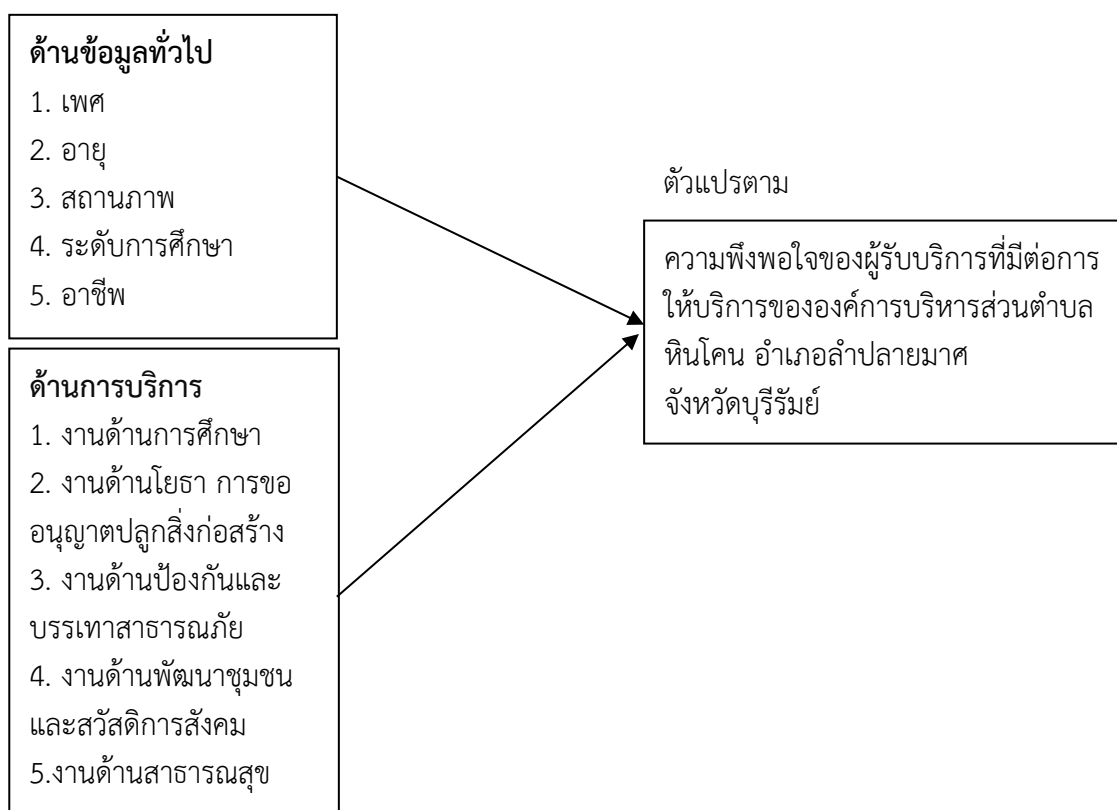 ด้านข้อมูลทั่วไป
1. เพศ
2. อายุ
3. สถานภาพ
4. ระดับการศึกษา
5. อาชีพ
ด้านการบริการ
1. งานด้านการศึกษา
2. งานด้านโยธา การขอ
อนุญาตปลูกสิ่งก่อสร้าง
3. งานด้านป้องกันและ
บรรเทาสาธารณภัย
4. งานด้านพัฒนาชุมชน
และสวัสดิการสังคม
5.งานด้านสาธารณสุข
ตัวแปรตาม
ความพึงพอใจของผู้รับบริการที่มีต่อการ
ให้บริการขององค์การบริหารส่วนตำบล
หินโคน อำเภอลำปลายมาศ
จังหวัดบุรีรัมย์